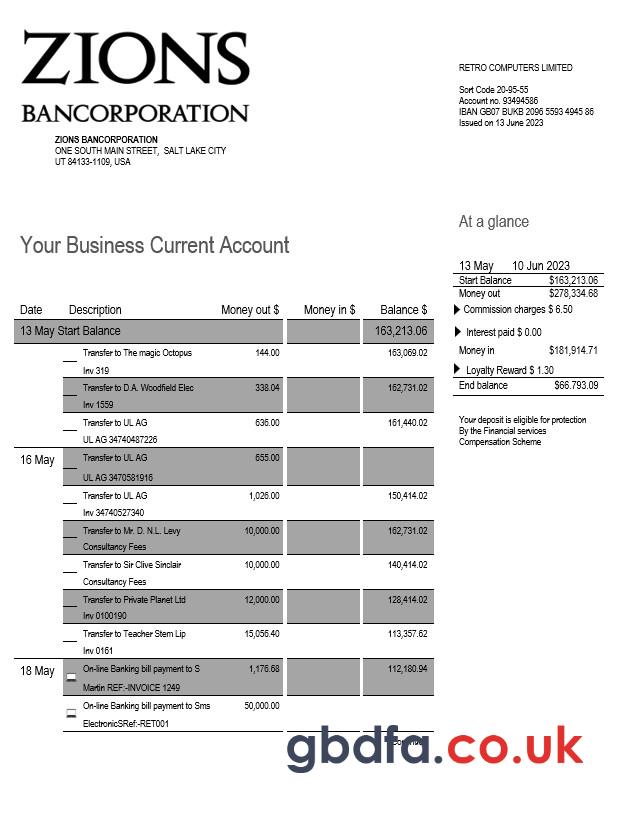 ZIONS
BANCORPORATION
ZIONS BANCORPORATION
ONE SOUTH MAIN STREET, SALT LAKE CITY
UT 84133-1109, USA
RETRO COMPUTERS LIMITED
Sort Code 20-95-55
Account no. 93494586
IBAN GB07 BUKB 2096 5593 4945 86
Issued on 13 June 2023
At a glance
Your Business Current Account
13 May 10 Jun 2023
Start Balance $163,213.06
Money out $278,334.68
Commission charges $ 6.50
Interest paid $ 0.00
Money in $181,914.71
Loyalty Reward $ 1.30
End balance $66.793.09
Your deposit is eligible for protection
By the Financial services
Compensation Scheme
Date Description Money out $ Money in $ Balance $
13 May Start Balance 163,213.06
Transfer to The magic Octopus 144.00 163,069.02
Inv 319
Transfer to D.A. Woodfield Elec 338.04 162,731.02
Inv 1559
Transfer to UL AG 636.00 161,440.02
UL AG 34740487226
16 May Transfer to UL AG 655.00
UL AG 3470581916
Transfer to UL AG 1,026.00 150,414.02
Inv 34740527340
Transfer to Mr. D. N.L. Levy 10,000.00 162,731.02
Consultancy Fees
Transfer to Sir Clive Sinclair 10,000.00 140,414.02
Consultancy Fees
Transfer to Private Planet Ltd 12,000.00 128,414.02
Inv 0100190
Transfer to Teacher Stem Lip 15,056.40 113,357.62
Inv 0161
18 May On-line Banking bill payment to S 1,176.68 112,180.94
Martin REF:-INVOICE 1249
On-line Banking bill payment to Sms 50,000.00
ElectronicSRef:-RET001
gbdfa.co.uk